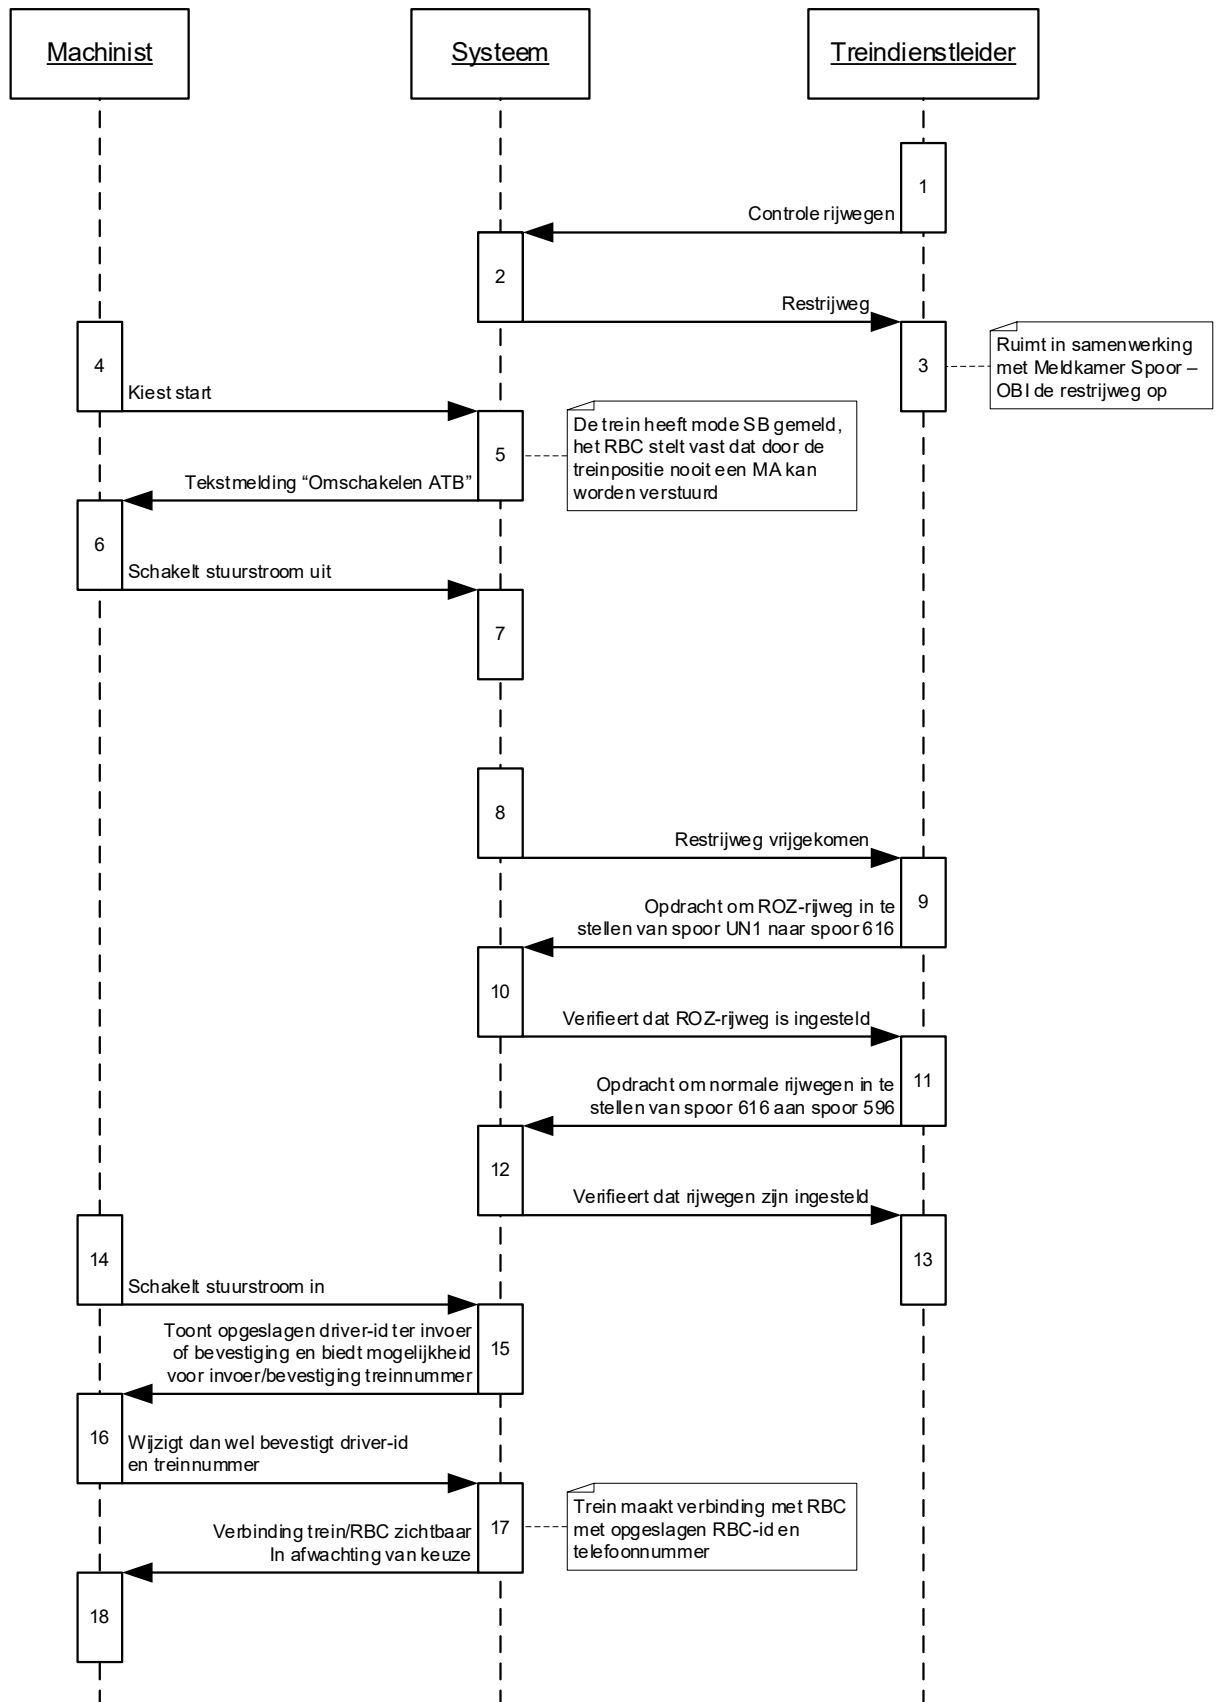 Machinist
Systeem
Treindienstleider
1
Controle rijwegen
2
Restrijweg
3
Ruimt in samenwerking
met Meldkamer Spoor –
OBI de restrijweg op
4
Kiest start
5
De trein heeft mode SB gemeld,
het RBC stelt vast dat door de
treinpositie nooit een MA kan
worden verstuurd
Tekstmelding “Omschakelen ATB”
6
Schakelt stuurstroom uit
7
8
Restrijweg vrijgekomen
9
Opdracht om ROZ-rijweg in te
stellen van spoor UN1 naar spoor 616
10
Verifieert dat ROZ-rijweg is ingesteld
11
Opdracht om normale rijwegen in te
stellen van spoor 616 aan spoor 596
12
Verifieert dat rijwegen zijn ingesteld
13
14
Schakelt stuurstroom in
15
Toont opgeslagen driver-id ter invoer
of bevestiging en biedt mogelijkheid
voor invoer/bevestiging treinnummer
16
Wijzigt dan wel bevestigt driver-id
en treinnummer
17
Trein maakt verbinding met RBC
met opgeslagen RBC-id en
telefoonnummer
Verbinding trein/RBC zichtbaar
In afwachting van keuze
18